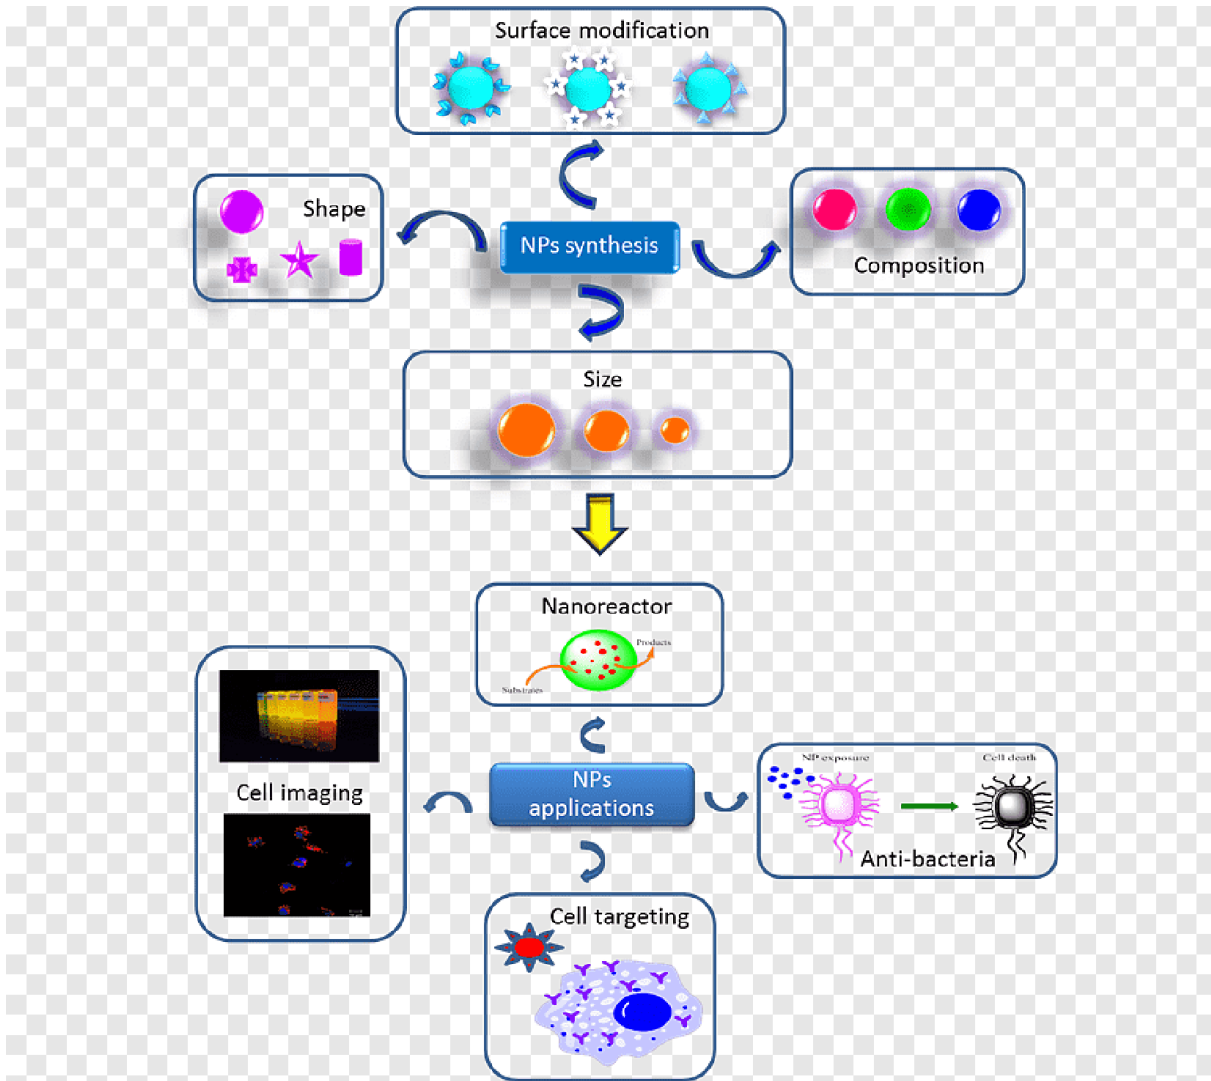 Surface modification
Shape
NPs synthesis
Composition
Size
Nanoreactor
Products
Substrates
Cell imaging
NPs
applications
NP exposure
Cell death
Anti-bacteria
Cell targeting